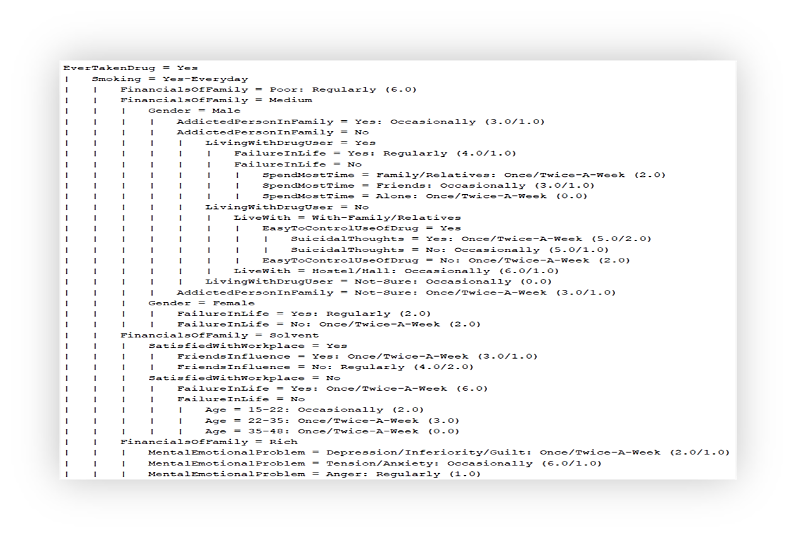 EverTakenDrug = Yes
| Smoking = Yes-Everyday
| | FinancialsOfFamily = Poor: Regularly (6.0)
| | FinancialsOfFamily = Medium
| | | Gender = Male
| | | | AddictedPersonInFamily = Yes: Occasionally (3.0/1.0)
| | | | AddictedPersonInFamily = No
| | | | | LivingWithDrugUser = Yes
| | | | | | FailureInLife = Yes: Regularly (4.0/1.0)
| | | | | | FailureInLife = No
| | | | | | | SpendMostTime = Family/Relatives: Once/Twice-A-Week (2.0)
| | | | | | | SpendMostTime = Friends: Occasionally (3.0/1.0)
| | | | | | | SpendMostTime = Alone: Once/Twice-A-Week (0.0)
| | | | | LivingWithDrugUser = No
| | | | | | LiveWith = With-Family/Relatives
| | | | | | | EasyToControlUseOfDrug = Yes
| | | | | | | | SuicidalThoughts = Yes: Once/Twice-A-Week (5.0/2.0)
| | | | | | | | SuicidalThoughts = No: Occasionally (5.0/1.0)
| | | | | | | EasyToControlUseOfDrug = No: Once/Twice-A-Week (2.0)
| | | | | | LiveWith = Hostel/Hall: Occasionally (6.0/1.0)
| | | | | LivingWithDrugUser = Not-Sure: Occasionally (0.0)
| | | | AddictedPersonInFamily = Not-Sure: Once/Twice-A-Week (3.0/1.0)
| | | Gender = Female
| | | | FailureInLife = Yes: Regularly (2.0)
| | | | FailureInLife = No: Once/Twice-A-Week (2.0)
| | FinancialsOfFamily = Solvent
| | | SatisfiedWithWorkplace = Yes
| | | | FriendsInfluence = Yes: Once/Twice-A-Week (3.0/1.0)
| | | | FriendsInfluence = No: Regularly (4.0/2.0)
| | | SatisfiedWithWorkplace = No
| | | | FailureInLife = Yes: Once/Twice-A-Week (6.0)
| | | | FailureInLife = No
| | | | | Age = 15-22: Occasionally (2.0)
| | | | | Age = 22-35: Once/Twice-A-Week (3.0)
| | | | | Age = 35-48: Once/Twice-A-Week (0.0)
| | FinancialsOfFamily = Rich
| | | MentalEmotionalProblem = Depression/Inferiority/Guilt: Once/Twice-A-Week (2.0/1.0)
| | | MentalEmotionalProblem = Tension/Anxiety: Occasionally (6.0/1.0)
| | | MentalEmotionalProblem = Anger: Regularly (1.0)